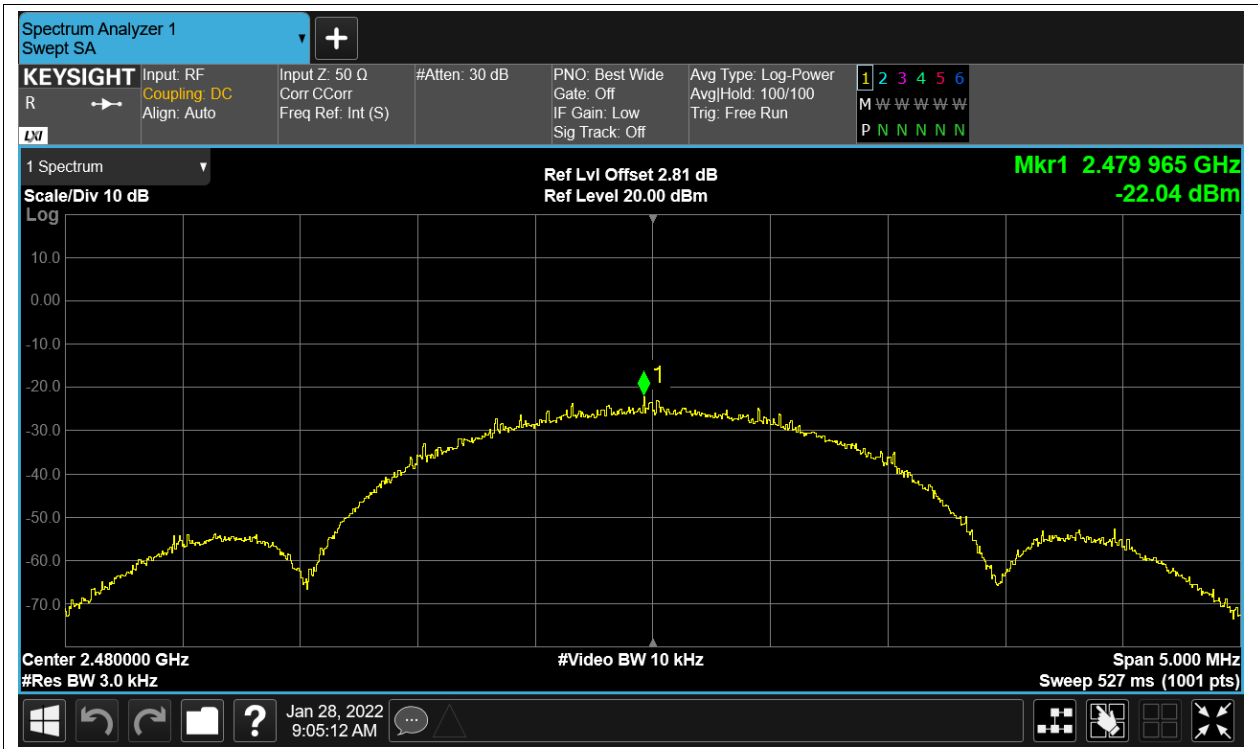 Spectrum Analyzer 1
Swept SA
KEYSIGHT
R
LXI
Input: RF
Coupling: DC
Align: Auto
Input Z: 50 Ω
Corr CCorr
Freq Ref: Int (S)
#Atten: 30 dB
PNO: Best Wide
Gate: Off
IF Gain: Low
Sig Track: Off
Avg Type: Log-Power
Avg|Hold: 100/100
Trig: Free Run
1 2 3 4 5 6
M W W W W W
P N N N N N
1 Spectrum
Scale/Div 10 dB
Log
Ref Lvl Offset 2.81 dB
Ref Level 20.00 dBm
Mkr1 2.479 965 GHz
-22.04 dBm
10.0
0.00
-10.0
1
-20.0
-30.0
-40.0
-50.0
-60.0
-70.0
Center 2.480000 GHz
#Video BW 10 kHz
Span 5.000 MHz
#Res BW 3.0 kHz
Sweep 527 ms (1001 pts)
?
Jan 28, 2022
9:05:12 AM